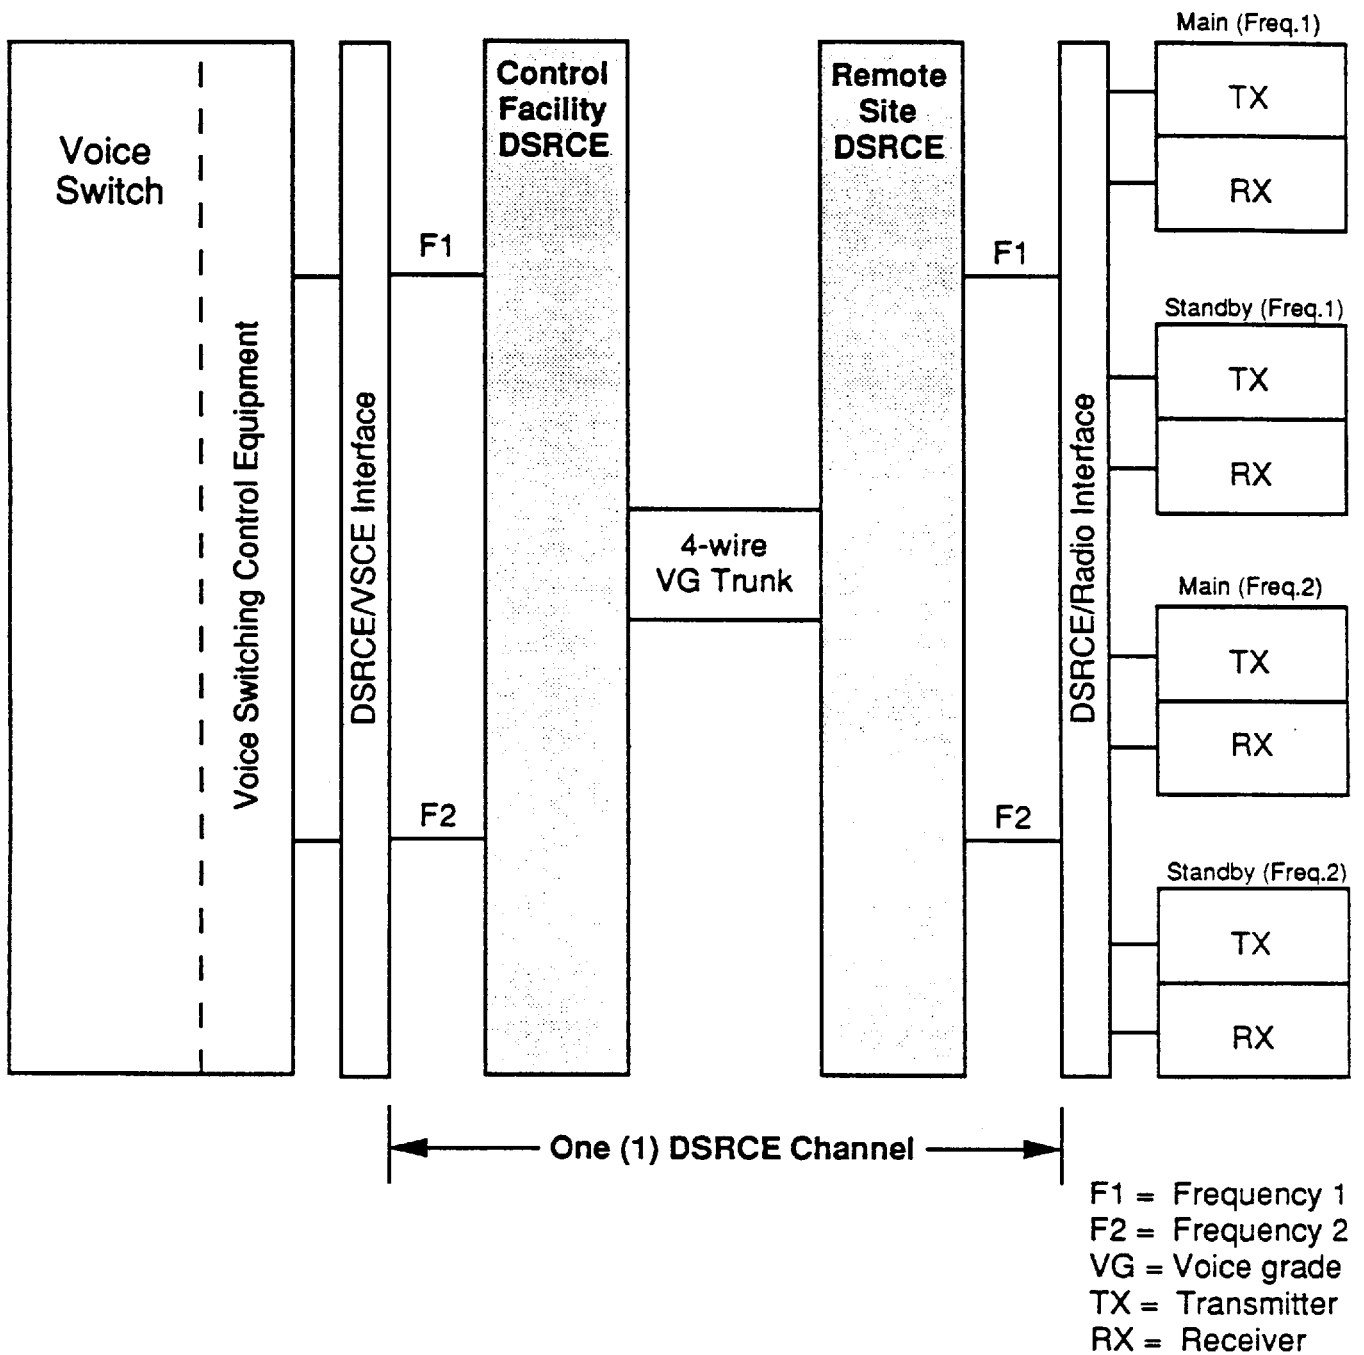 Voice
Switch
Voice Switching Control Equipment
DSRCE/VSCE Interface
F1
F2
Control
Facility
DSRCE
4-wire
VG Trunk
Remote
Site
DSRCE
F1
F2
DSRCE/Radio Interface
Main (Freq.1)
TX
RX
Standby (Freq.1)
TX
RX
Main (Freq.2)
TX
RX
Standby (Freq.2)
TX
RX
One (1) DSRCE Channel
F1 = Frequency 1
F2 = Frequency 2
VG = Voice grade
TX = Transmitter
RX = Receiver